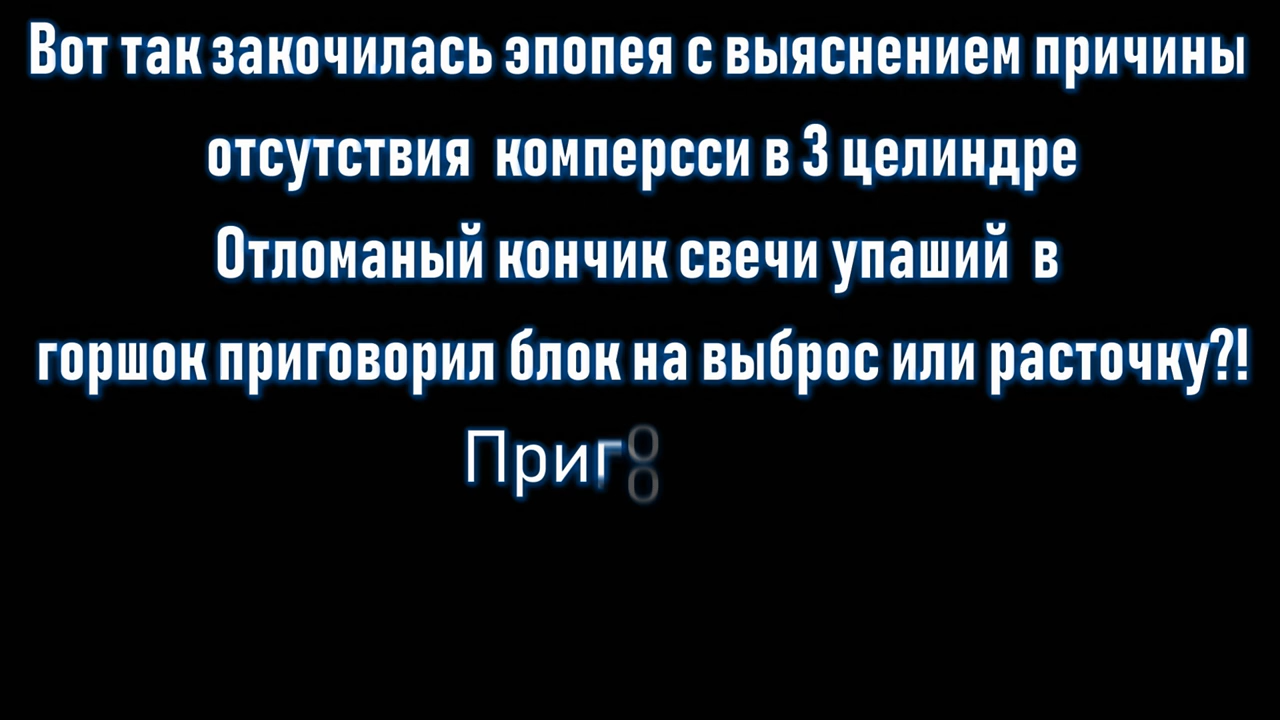 Вот так закочилась эпопея с выяснением причины
отсутствия комперсси в 3 целиндре
Отломаный кончик свечи упаший в
горшок приговорил блок на выброс или расточку?!
Приг